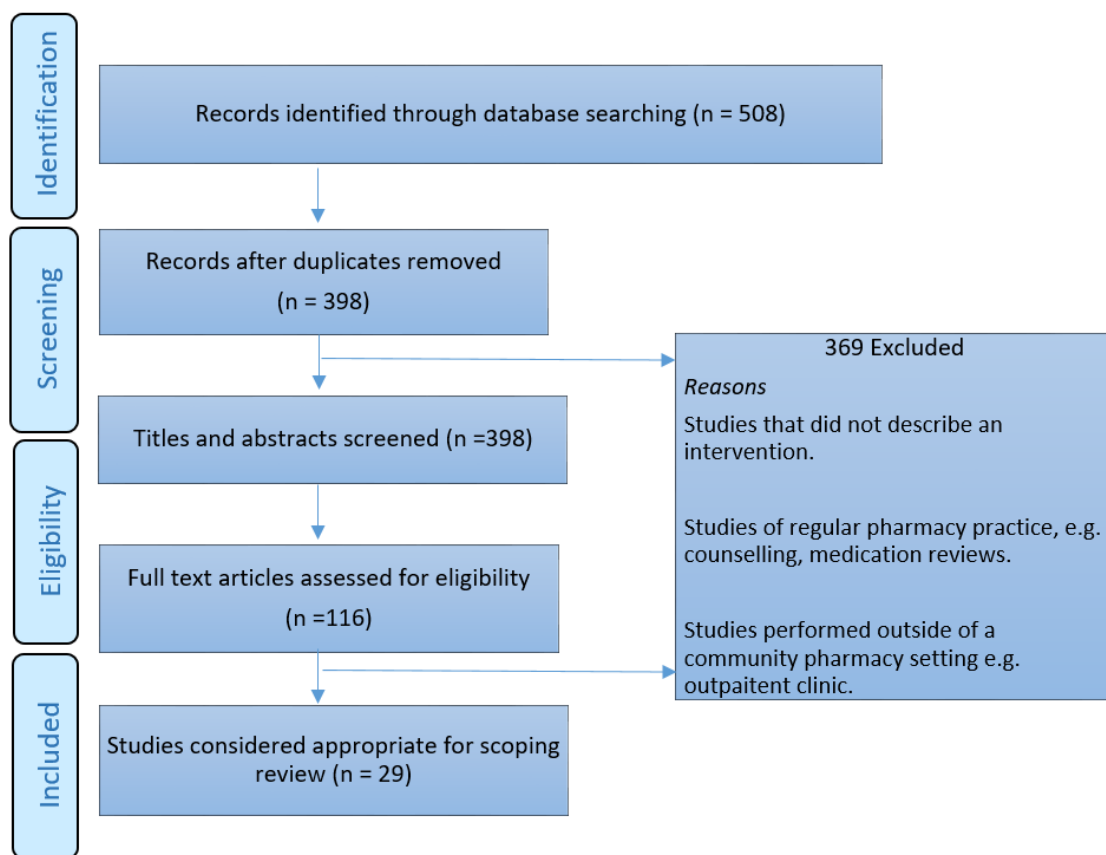 Identification
Records identified through database searching (n = 508)
Screening
Records after duplicates removed
(n = 398)
369 Excluded
Reasons
Studies that did not describe an
intervention.
Studies of regular pharmacy practice, e.g.
counselling, medication reviews.
Studies performed outside of a
community pharmacy setting e.g.
outpaitent clinic.
Titles and abstracts screened (n =398)
Eligibility
Full text articles assessed for eligibility
(n =116)
Included
Studies considered appropriate for scoping
review (n = 29)